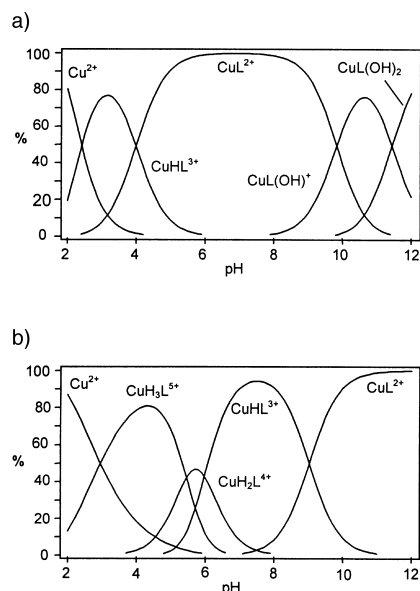 a)
100
80
60
%
40
20
0
Cu²⁺
CuHL³⁺
CuL²⁺
CuL(OH)⁺
CuL(OH)₂
2 4 6 8 10 12
pH
b)
100
80
60
%
40
20
0
Cu²⁺
CuH₃L⁵⁺
CuH₂L⁴⁺
CuHL³⁺
CuL²⁺
2 4 6 8 10 12
pH